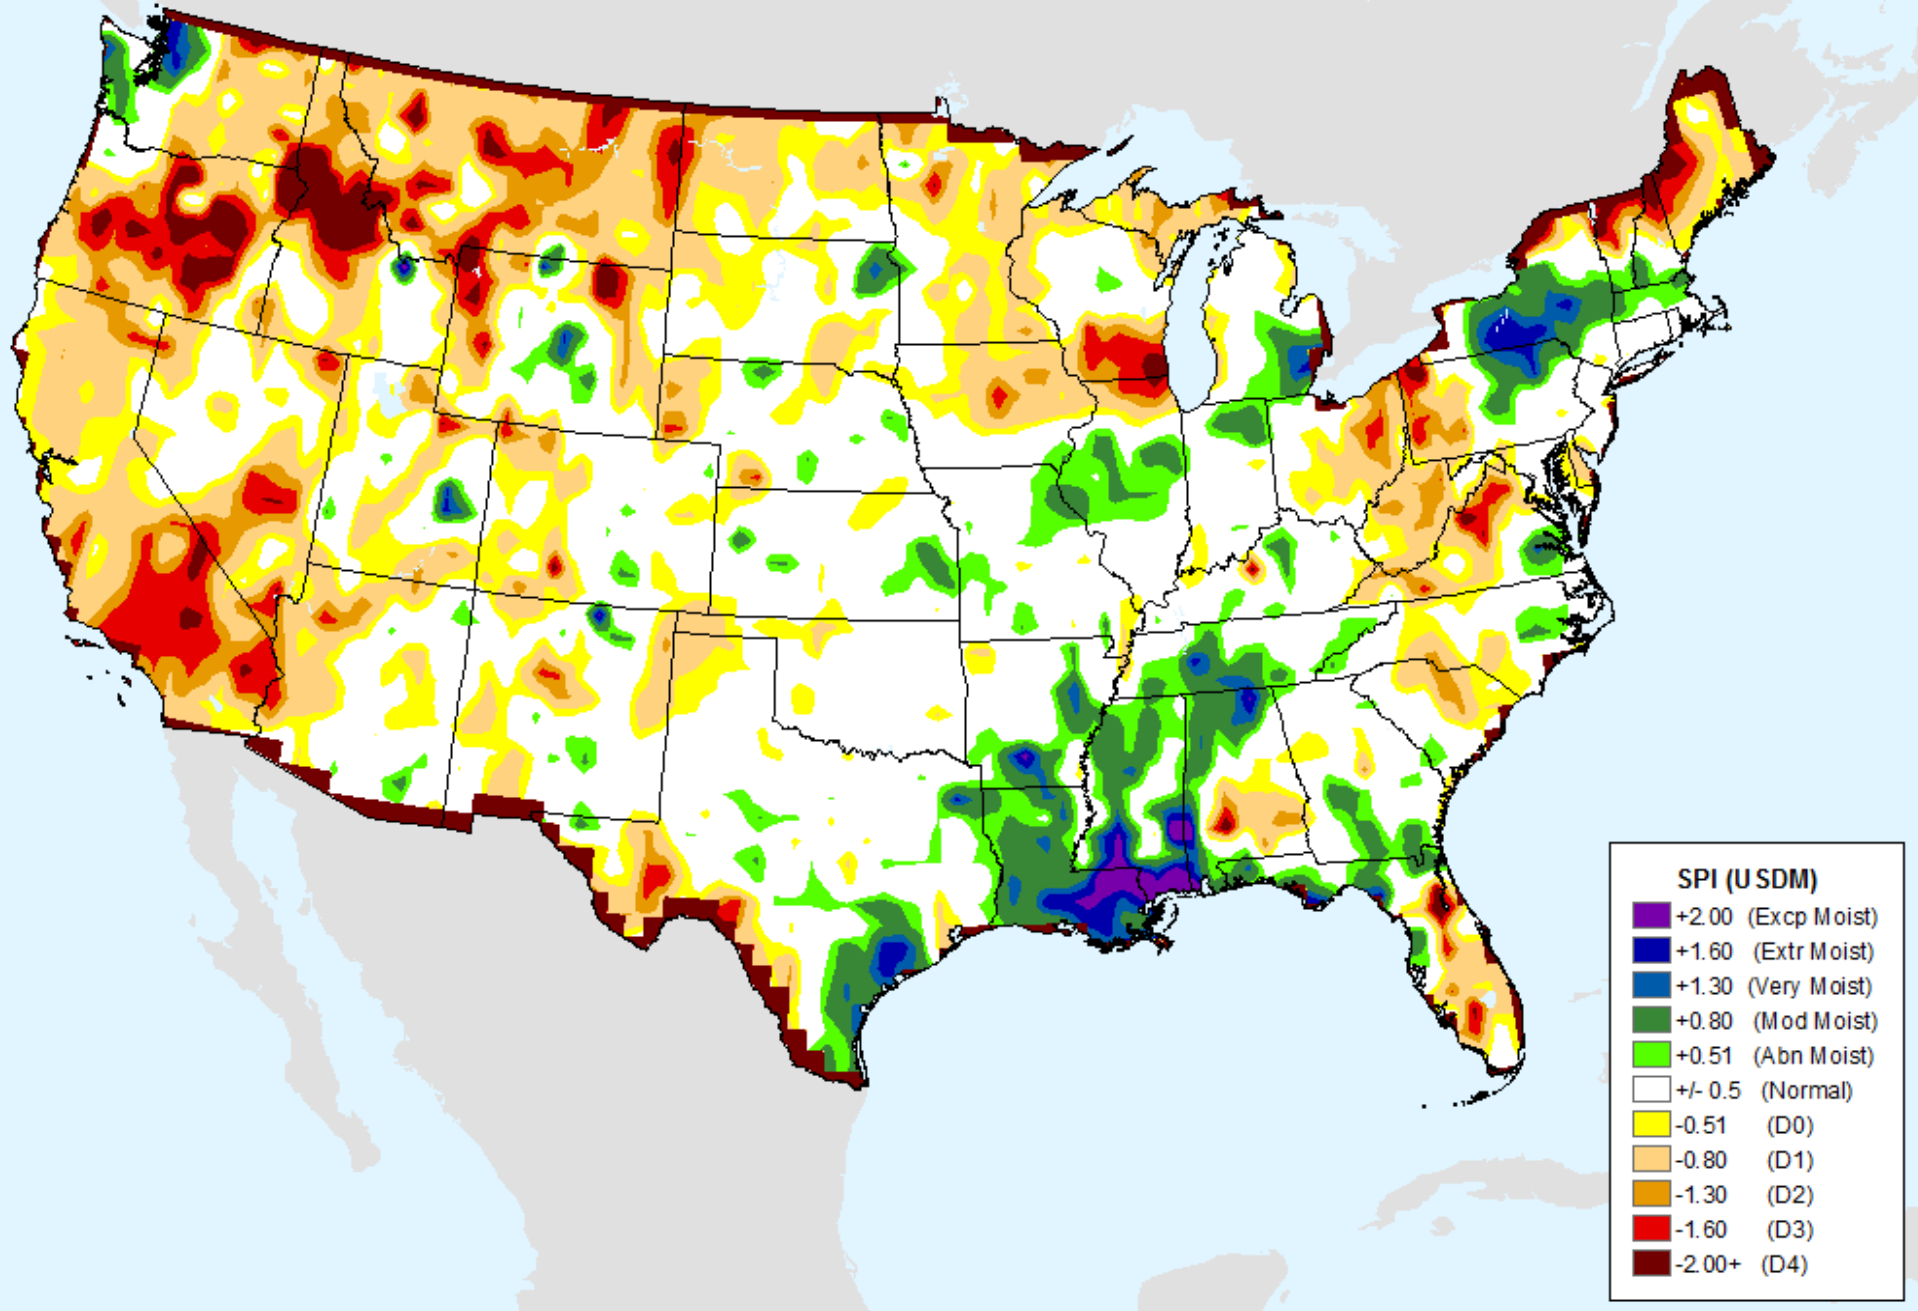 SPI (USDM)
+2.00 (Excp Moist)
+1.60 (Extr Moist)
+1.30 (Very Moist)
+0.80 (Mod Moist)
+0.51 (Abn Moist)
+/- 0.5 (Normal)
-0.51 (D0)
-0.80 (D1)
-1.30 (D2)
-1.60 (D3)
-2.00+ (D4)